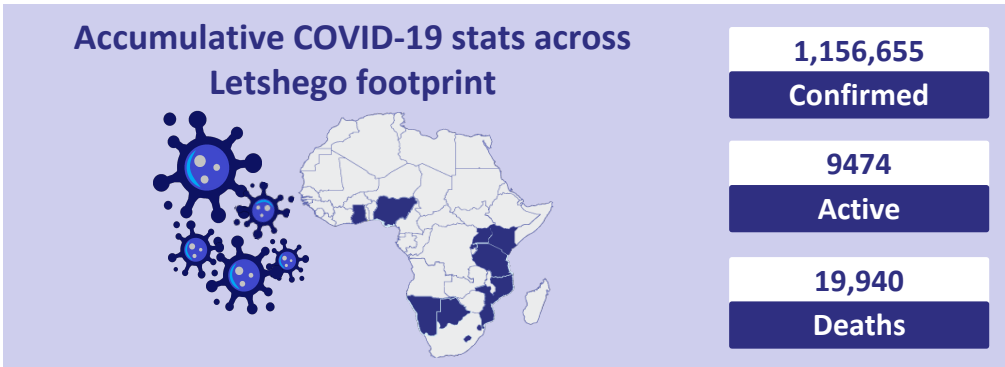 Accumulative COVID-19 stats across
Letshego footprint
1,156,655
Confirmed
9474
Active
19,940
Deaths